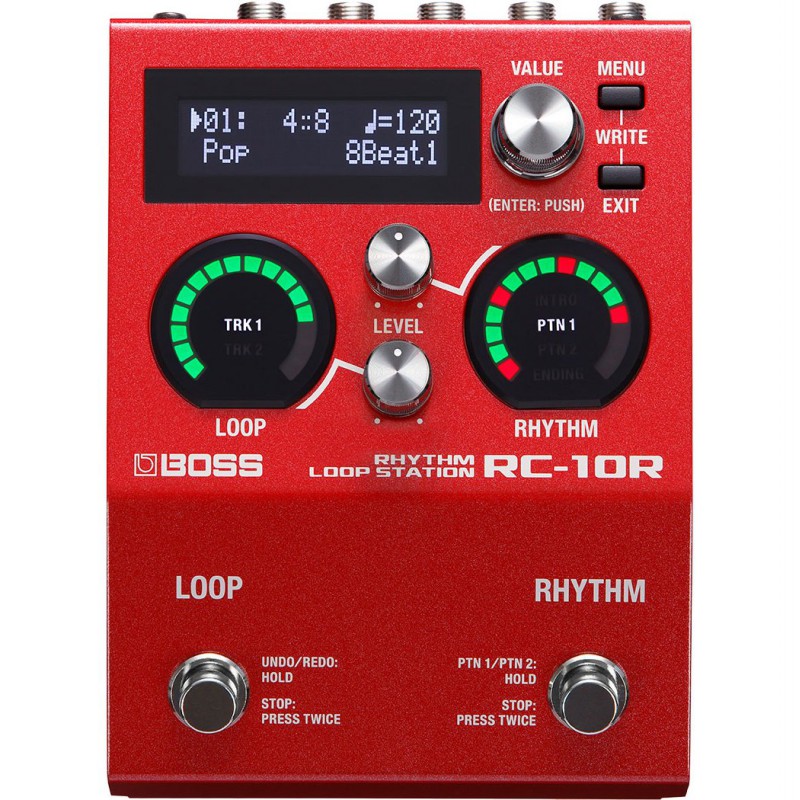 VALUE MENU
▶01: 4::8 ♩=120
Pop 8Beat1
WRITE
(ENTER: PUSH) EXIT
TRK 1
TRK 2
LEVEL
INTRO
PTN 1
PTN 2
ENDING
LOOP
RHYTHM
BOSS
RHYTHM
LOOP STATION RC-10R
LOOP
UNDO/REDO:
HOLD
STOP:
PRESS TWICE
RHYTHM
PTN 1/PTN 2:
HOLD
STOP:
PRESS TWICE